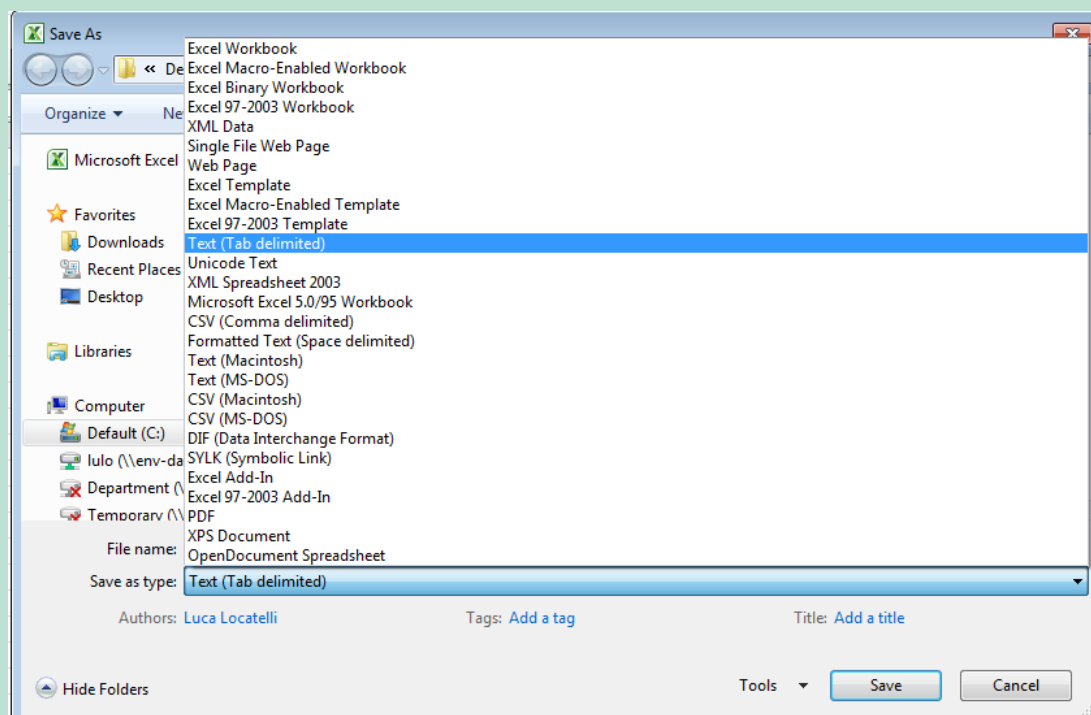 Save As
« De
Organize
Ne
Microsoft Excel
Favorites
Downloads
Recent Places
Desktop
Libraries
Computer
Default (C:)
lulo (\\env-da
Department (\
Temporary (\\
Excel Workbook
Excel Macro-Enabled Workbook
Excel Binary Workbook
Excel 97-2003 Workbook
XML Data
Single File Web Page
Web Page
Excel Template
Excel Macro-Enabled Template
Excel 97-2003 Template
Text (Tab delimited)
Unicode Text
XML Spreadsheet 2003
Microsoft Excel 5.0/95 Workbook
CSV (Comma delimited)
Formatted Text (Space delimited)
Text (Macintosh)
Text (MS-DOS)
CSV (Macintosh)
CSV (MS-DOS)
DIF (Data Interchange Format)
SYLK (Symbolic Link)
Excel Add-In
Excel 97-2003 Add-In
PDF
XPS Document
OpenDocument Spreadsheet
File name:
Save as type: Text (Tab delimited)
Authors: Luca Locatelli Tags: Add a tag Title: Add a title
Hide Folders Tools Save Cancel